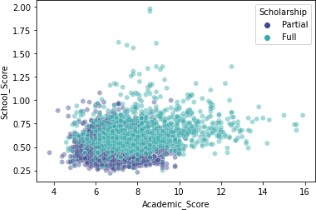 2.00
1.75
1.50
1.25
1.00
0.75
0.50
0.25
School_Score
Scholarship
Partial
Full
4 6 8 10 12 14 16
Academic_Score